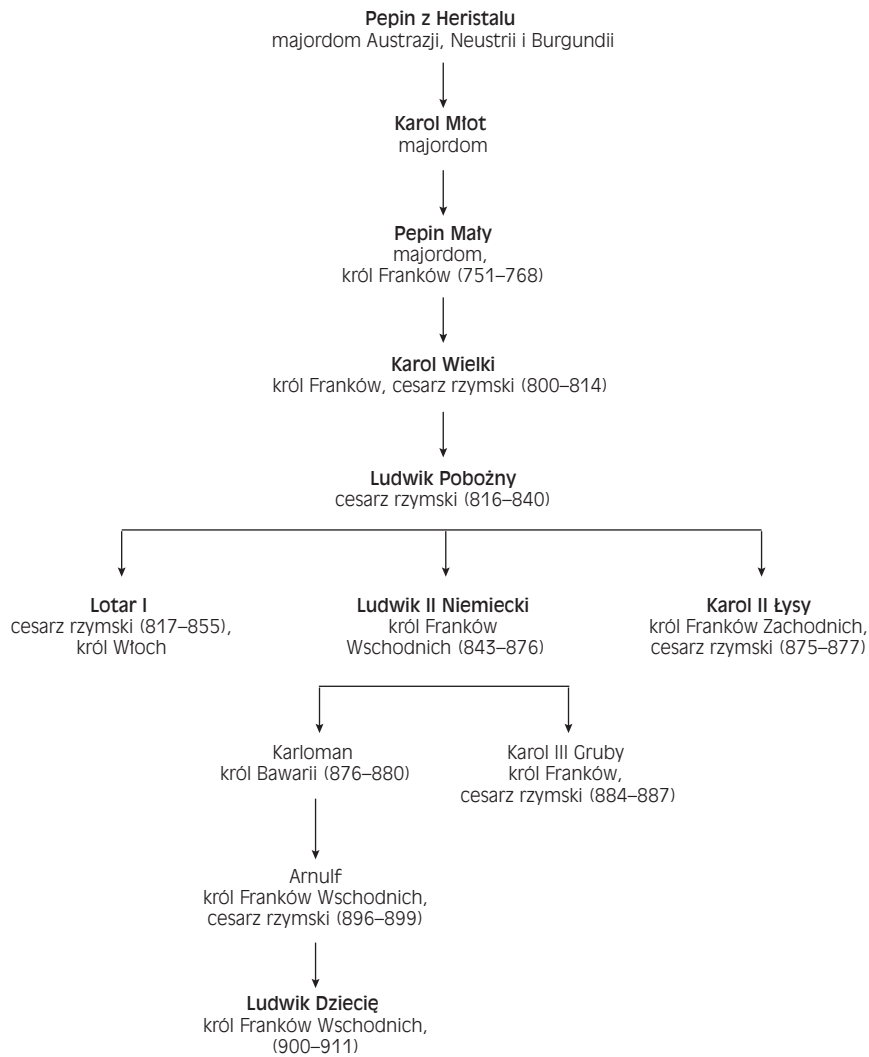 Pepin z Heristalu
majordom Austrazji, Neustrii i Burgundii
Karol Młot
majordom
Pepin Mały
majordom,
król Franków (751–768)
Karol Wielki
król Franków, cesarz rzymski (800–814)
Ludwik Pobożny
cesarz rzymski (816–840)
Lotar I
cesarz rzymski (817–855),
król Włoch
Ludwik II Niemiecki
król Franków
Wschodnich (843–876)
Karol II Łysy
król Franków Zachodnich,
cesarz rzymski (875–877)
Karloman
król Bawarii (876–880)
Karol III Gruby
król Franków,
cesarz rzymski (884–887)
Arnulf
król Franków Wschodnich,
cesarz rzymski (896–899)
Ludwik Dziecię
król Franków Wschodnich,
(900–911)